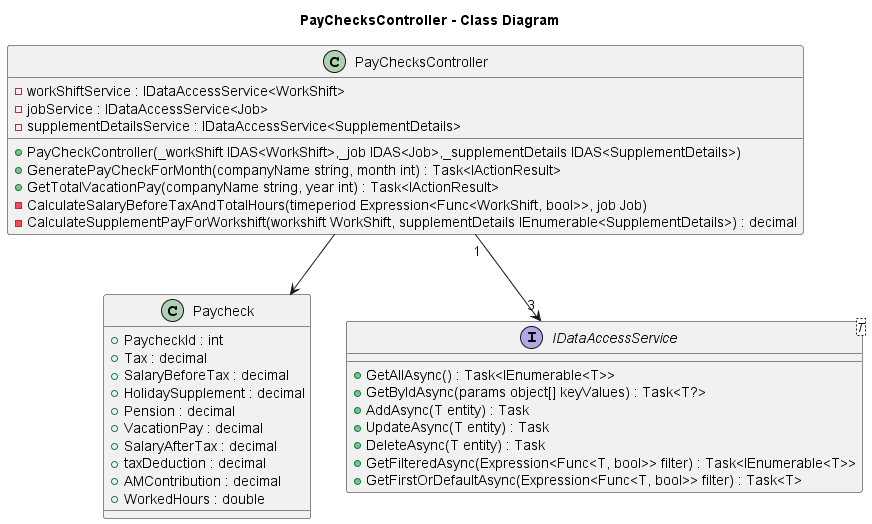 PayChecksController - Class Diagram
C PayChecksController
workShiftService : IDataAccessService<WorkShift>
jobService : IDataAccessService<Job>
supplementDetailsService : IDataAccessService<SupplementDetails>
PayCheckController(_workShift IDAS<WorkShift>,_job IDAS<Job>,_supplementDetails IDAS<SupplementDetails>)
GeneratePayCheckForMonth(companyName string, month int) : Task<IActionResult>
GetTotalVacationPay(companyName string, year int) : Task<IActionResult>
CalculateSalaryBeforeTaxAndTotalHours(timeperiod Expression<Func<WorkShift, bool>>, job Job)
CalculateSupplementPayForWorkshift(workshift WorkShift, supplementDetails IEnumerable<SupplementDetails>) : decimal
1
3
C Paycheck
PaycheckId : int
Tax : decimal
SalaryBeforeTax : decimal
HolidaySupplement : decimal
Pension : decimal
VacationPay : decimal
SalaryAfterTax : decimal
taxDeduction : decimal
AMContribution : decimal
WorkedHours : double
I IDataAccessService
T
GetAllAsync() : Task<IEnumerable<T>>
GetByIdAsync(params object[] keyValues) : Task<T?>
AddAsync(T entity) : Task
UpdateAsync(T entity) : Task
DeleteAsync(T entity) : Task
GetFilteredAsync(Expression<Func<T, bool>> filter) : Task<IEnumerable<T>>
GetFirstOrDefaultAsync(Expression<Func<T, bool>> filter) : Task<T>